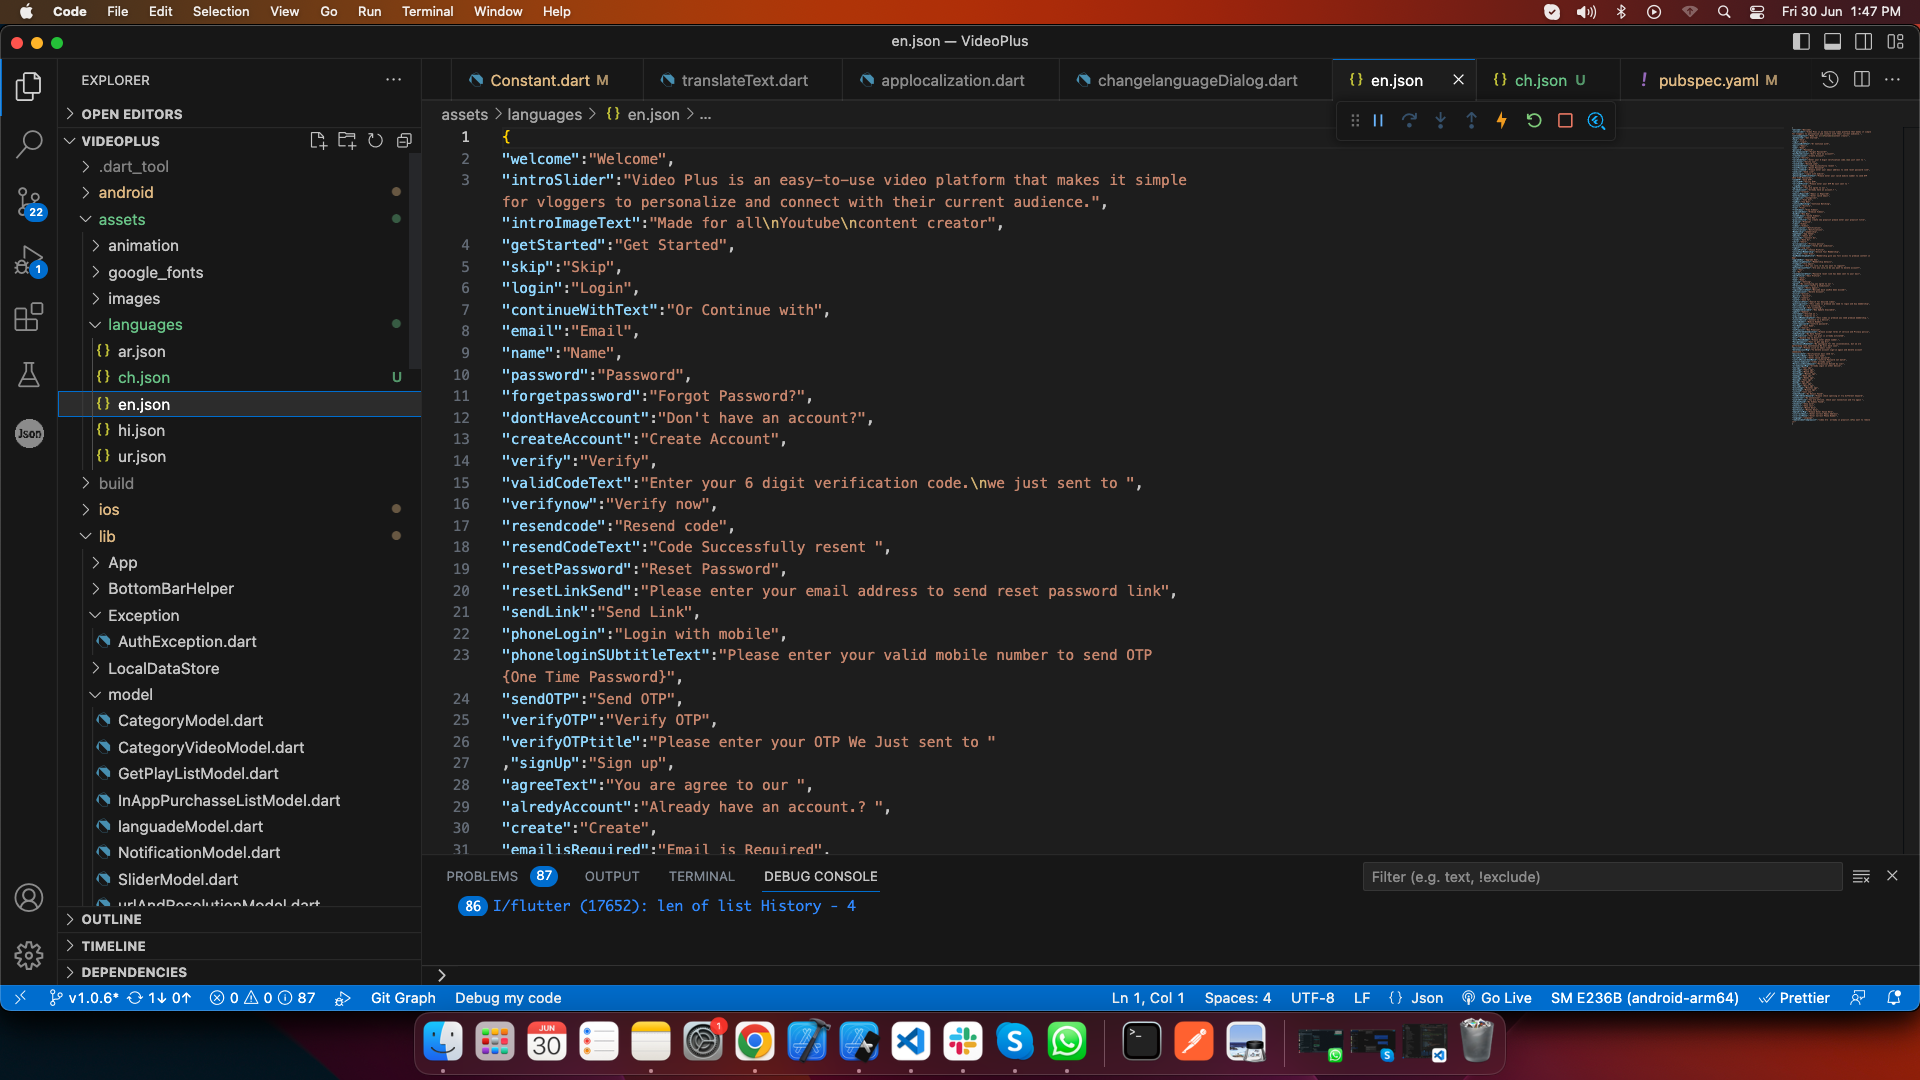 Code File Edit Selection View Go Run Terminal Window Help
Fri 30 Jun 1:47 PM
en.json — VideoPlus
EXPLORER
OPEN EDITORS
VIDEOPLUS
.dart_tool
android
assets
animation
google_fonts
images
languages
{} ar.json
{} ch.json U
{} en.json
{} hi.json
{} ur.json
build
ios
lib
App
BottomBarHelper
Exception
AuthException.dart
LocalDataStore
model
CategoryModel.dart
CategoryVideoModel.dart
GetPlayListModel.dart
InAppPurchasseListModel.dart
languadeModel.dart
NotificationModel.dart
SliderModel.dart
urlAndResolutionModel.dart
OUTLINE
TIMELINE
DEPENDENCIES
22
1
Json
Constant.dart M
translateText.dart
applocalization.dart
changelanguageDialog.dart
{} en.json
{} ch.json U
! pubspec.yaml M
assets > languages > {} en.json > ...
1 {
2 "welcome":"Welcome",
3 "introSlider":"Video Plus is an easy-to-use video platform that makes it simple
for vloggers to personalize and connect with their current audience.",
"introImageText":"Made for all\nYoutube\ncontent creator",
4 "getStarted":"Get Started",
5 "skip":"Skip",
6 "login":"Login",
7 "continueWithText":"Or Continue with",
8 "email":"Email",
9 "name":"Name",
10 "password":"Password",
11 "forgetpassword":"Forgot Password?",
12 "dontHaveAccount":"Don't have an account?",
13 "createAccount":"Create Account",
14 "verify":"Verify",
15 "validCodeText":"Enter your 6 digit verification code.\nwe just sent to ",
16 "verifynow":"Verify now",
17 "resendcode":"Resend code",
18 "resendCodeText":"Code Successfully resent ",
19 "resetPassword":"Reset Password",
20 "resetLinkSend":"Please enter your email address to send reset password link",
21 "sendLink":"Send Link",
22 "phoneLogin":"Login with mobile",
23 "phoneloginSUbtitleText":"Please enter your valid mobile number to send OTP
{One Time Password}",
24 "sendOTP":"Send OTP",
25 "verifyOTP":"Verify OTP",
26 "verifyOTPtitle":"Please enter your OTP We Just sent to "
27 ,"signUp":"Sign up",
28 "agreeText":"You are agree to our ",
29 "alredyAccount":"Already have an account.? ",
30 "create":"Create",
31 "emailisRequired":"Email is Required",
PROBLEMS 87 OUTPUT TERMINAL DEBUG CONSOLE
Filter (e.g. text, !exclude)
86 I/flutter (17652): len of list History - 4
v1.0.6* 1↓ 0↑ 0 0 87 Git Graph Debug my code
Ln 1, Col 1 Spaces: 4 UTF-8 LF {} Json Go Live SM E236B (android-arm64) Prettier
JUN
30
1